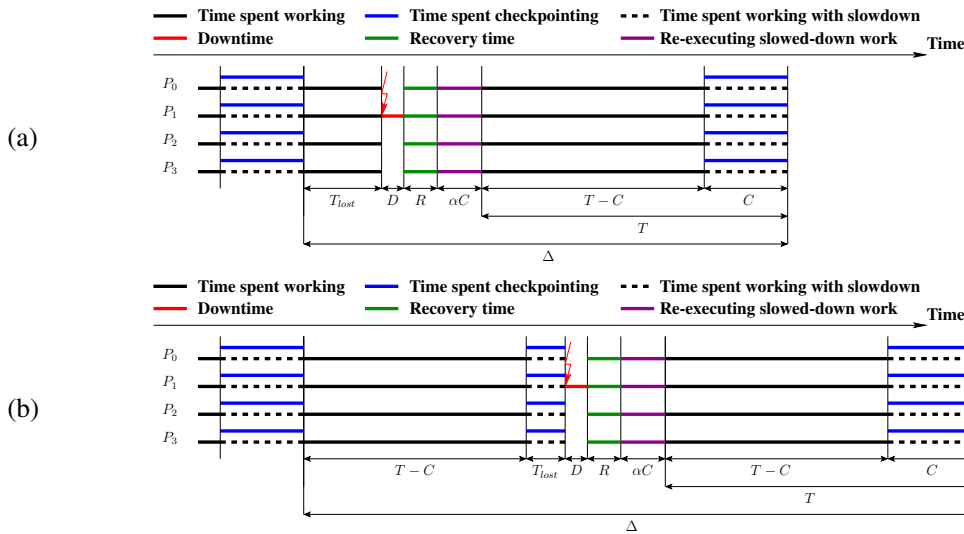 Time spent working Time spent checkpointing Time spent working with slowdown
Downtime Recovery time Re-executing slowed-down work
Time
P0
P1
P2
P3
(a)
Tlost D R αC T − C C
T
Δ
Time spent working Time spent checkpointing Time spent working with slowdown
Downtime Recovery time Re-executing slowed-down work
Time
P0
P1
P2
P3
(b)
T − C Tlost D R αC T − C C
T
Δ